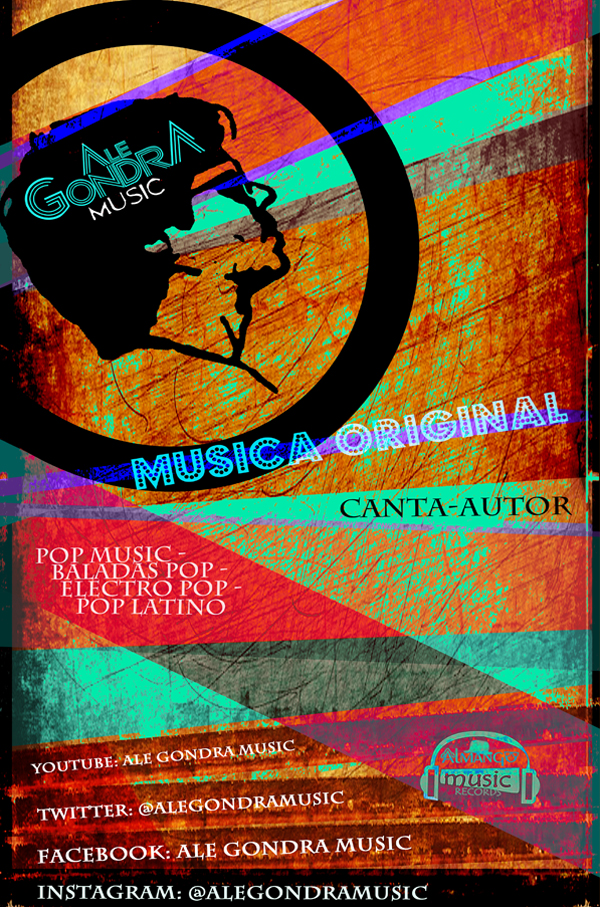 ALE
GONDRA
MUSIC
MUSICA ORIGINAL
CANTA-AUTOR
POP MUSIC -
BALADAS POP -
ELECTRO POP -
POP LATINO
YOUTUBE: ALE GONDRA MUSIC
TWITTER: @ALEGONDRAMUSIC
FACEBOOK: ALE GONDRA MUSIC
INSTAGRAM: @ALEGONDRAMUSIC
music
RECORDS